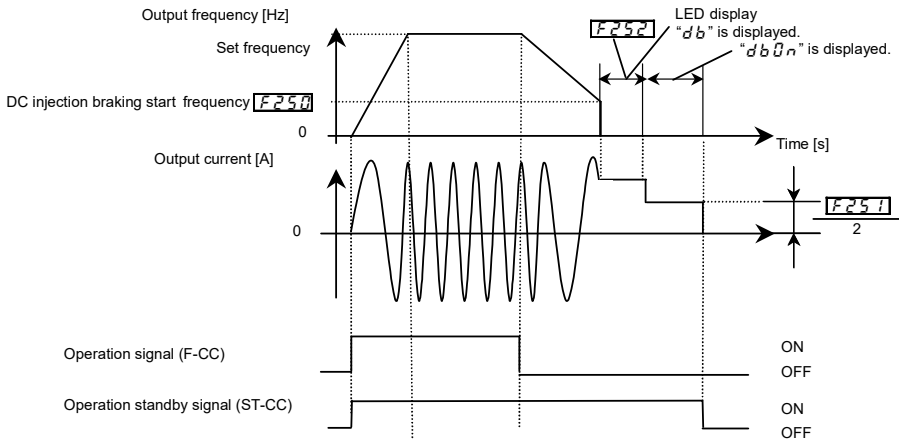 Output frequency [Hz]
Set frequency
DC injection braking start frequency F250
0
F252
LED display
"db" is displayed.
"dbOn" is displayed.
Time [s]
Output current [A]
0
F251
2
Operation signal (F-CC)
ON
OFF
Operation standby signal (ST-CC)
ON
OFF